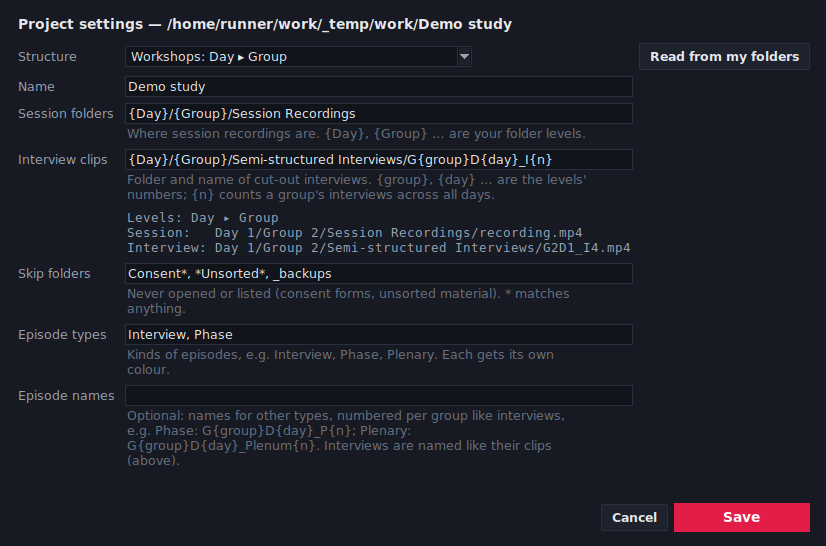 Project settings — /home/runner/work/_temp/work/Demo study
Structure
Workshops: Day ▸ Group
Read from my folders
Name
Demo study
Session folders
{Day}/{Group}/Session Recordings
Where session recordings are. {Day}, {Group} ... are your folder levels.
Interview clips
{Day}/{Group}/Semi-structured Interviews/G{group}D{day}_I{n}
Folder and name of cut-out interviews. {group}, {day} ... are the levels'
numbers; {n} counts a group's interviews across all days.
Levels: Day ▸ Group
Session:   Day 1/Group 2/Session Recordings/recording.mp4
Interview: Day 1/Group 2/Semi-structured Interviews/G2D1_I4.mp4
Skip folders
Consent*, *Unsorted*, _backups
Never opened or listed (consent forms, unsorted material). * matches
anything.
Episode types
Interview, Phase
Kinds of episodes, e.g. Interview, Phase, Plenary. Each gets its own
colour.
Episode names
Optional: names for other types, numbered per group like interviews,
e.g. Phase: G{group}D{day}_P{n}; Plenary:
G{group}D{day}_Plenum{n}. Interviews are named like their clips
(above).
Cancel
Save